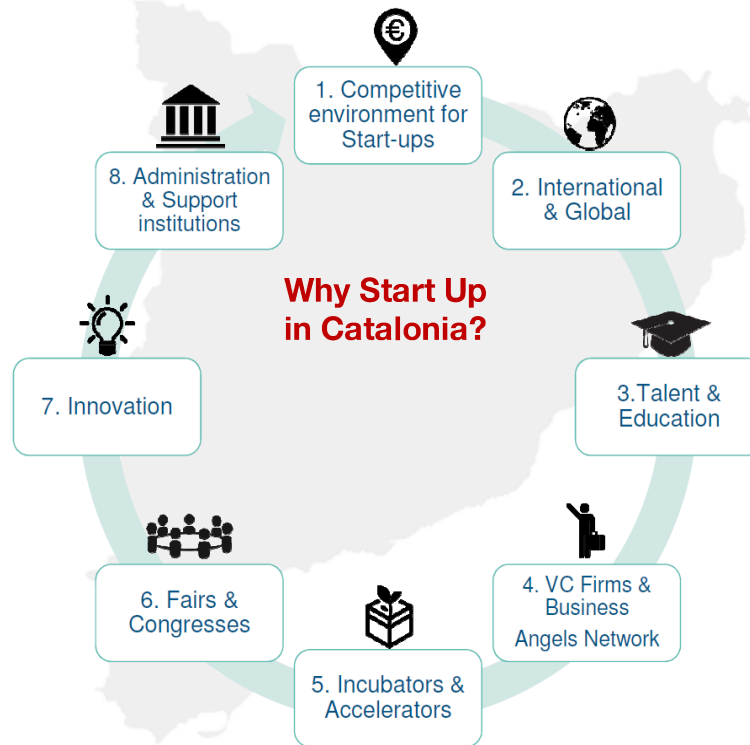 €
1. Competitive
environment for
Start-ups
2. International
& Global
3.Talent &
Education
4. VC Firms &
Business
Angels Network
5. Incubators &
Accelerators
6. Fairs &
Congresses
7. Innovation
8. Administration
& Support
institutions
Why Start Up
in Catalonia?